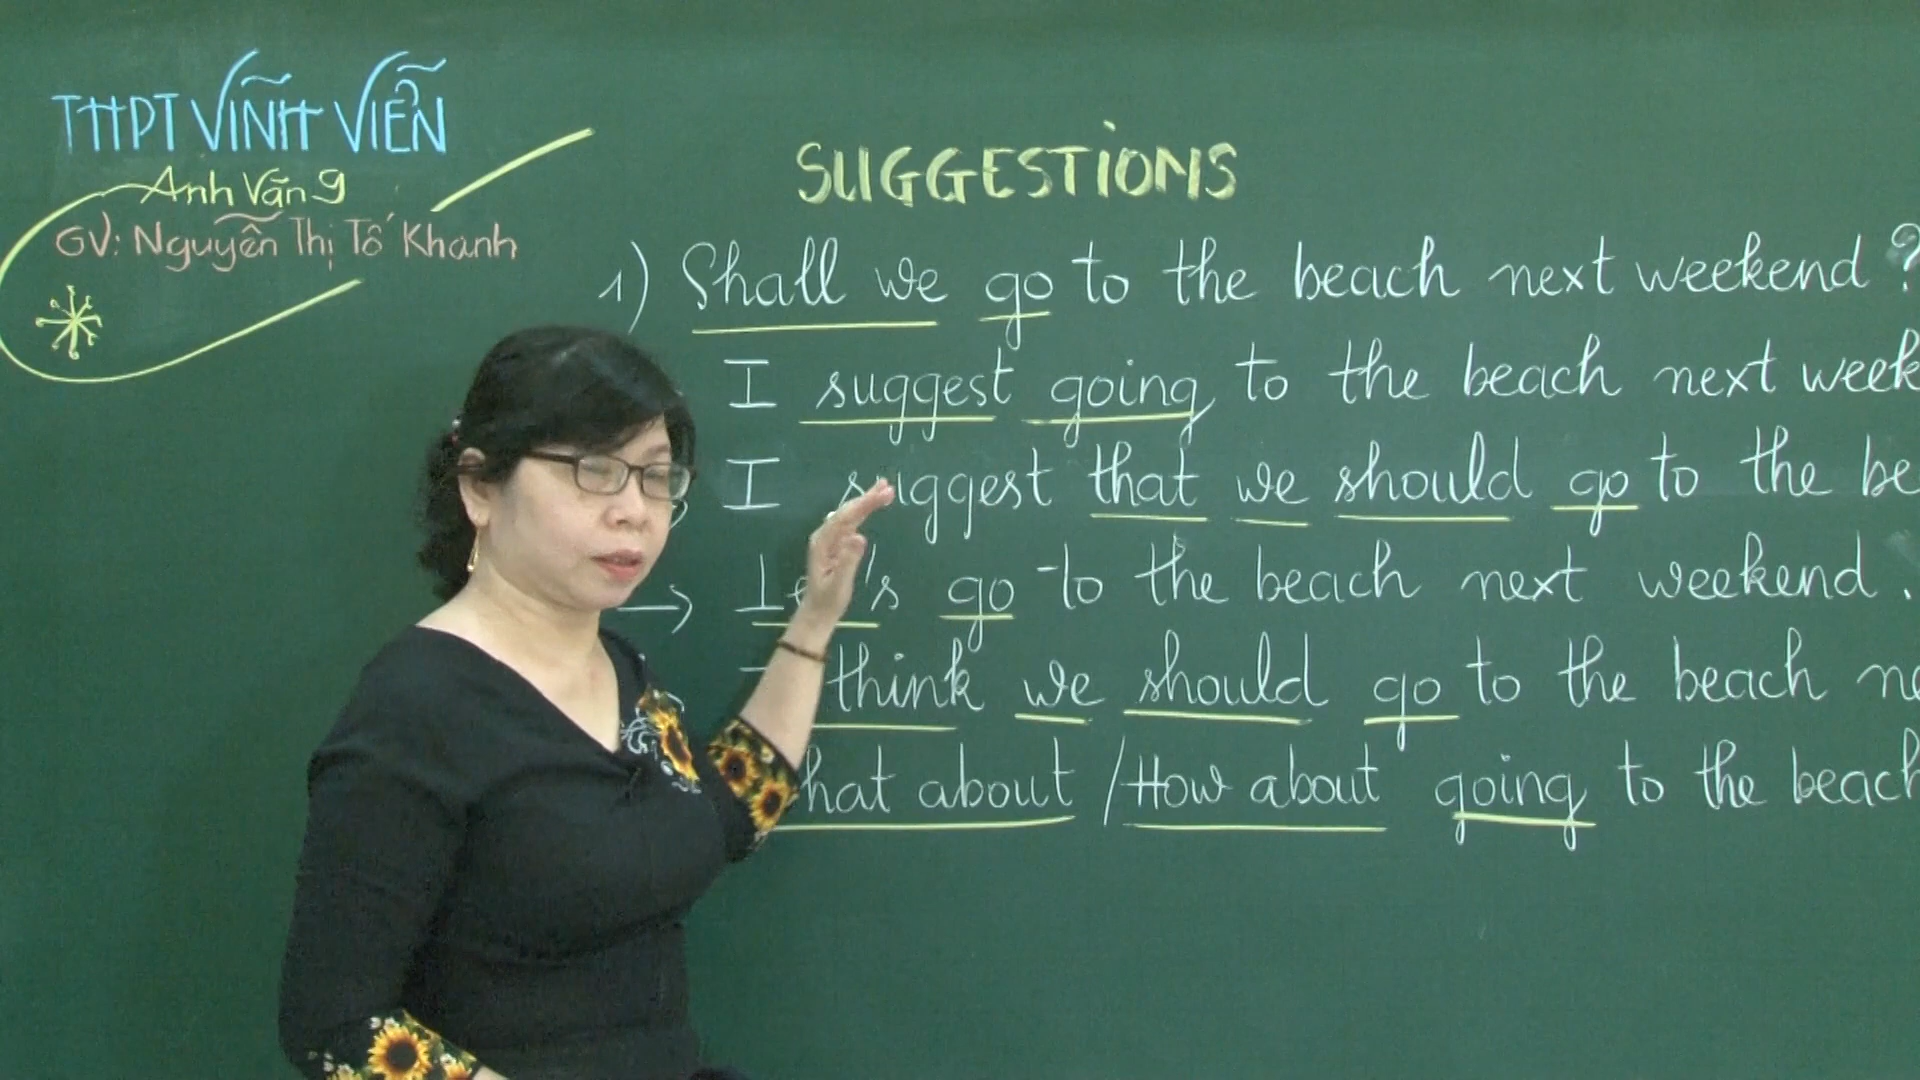 THPT VĨNH VIỄN
Anh Văn 9
GV: Nguyễn Thị Tố Khanh
SUGGESTIONS
1) Shall we go to the beach next weekend?
I suggest going to the beach next week
I suggest that we should go to the be
→ Let's go to the beach next weekend.
think we should go to the beach ne
hat about / How about going to the beach